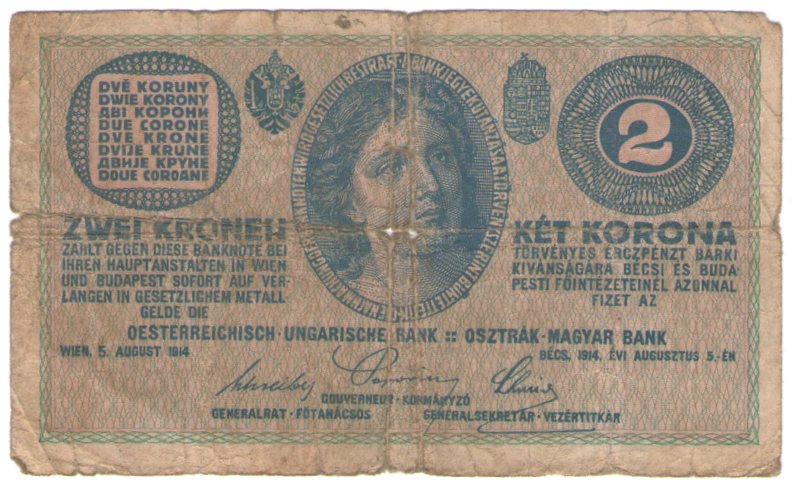 DVĚ KORUNY
DWIE KORONY
ДВІ КОРОНИ
DUE CORONE
DVE KRONE
DVIJE KRUNE
ДВИЈЕ КРУНЕ
DOUE COROANE
2
ZWEI KRONEN
ZAHLT GEGEN DIESE BANKNOTE BEI
IHREN HAUPTANSTALTEN IN WIEN
UND BUDAPEST SOFORT AUF VER-
LANGEN IN GESETZLICHEM METALL-
GELDE DIE
KÉT KORONA
TÖRVÉNYES ÉRCZPÉNZT BÁRKI
KIVÁNSÁGÁRA BÉCSI ÉS BUDA-
PESTI FŐINTÉZETEINÉL AZONNAL
FIZET AZ
OESTERREICHISCH-UNGARISCHE BANK :: OSZTRÁK-MAGYAR BANK
WIEN, 5. AUGUST 1914
BÉCS, 1914. ÉVI AUGUSZTUS 5.-ÉN
GOUVERNEUR · KORMÁNYZÓ
GENERALRAT · FŐTANÁCSOS
GENERALSEKRETÄR · VEZÉRTITKÁR